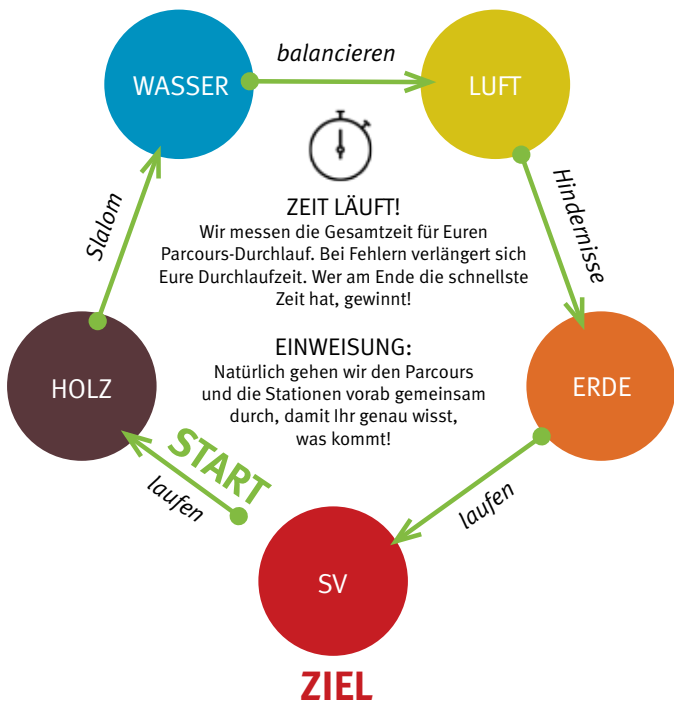 balancieren
WASSER
LUFT
Slalom
Hindernisse
ZEIT LÄUFT!
Wir messen die Gesamtzeit für Euren
Parcours-Durchlauf. Bei Fehlern verlängert sich
Eure Durchlaufzeit. Wer am Ende die schnellste
Zeit hat, gewinnt!
EINWEISUNG:
Natürlich gehen wir den Parcours
und die Stationen vorab gemeinsam
durch, damit Ihr genau wisst,
was kommt!
HOLZ
ERDE
START
laufen
laufen
SV
ZIEL